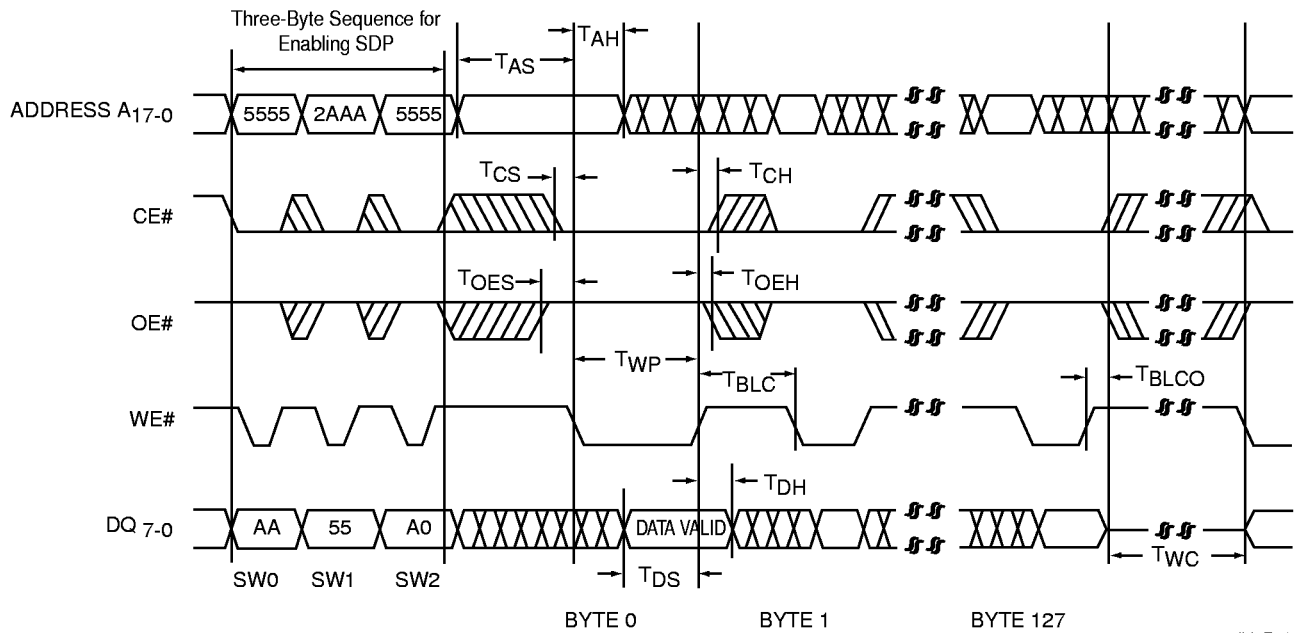 Three-Byte Sequence for
Enabling SDP
TAH
TAS
ADDRESS A17-0
5555 2AAA 5555
TCS
TCH
CE#
TOES
TOEH
OE#
TWP
TBLC
TBLCO
WE#
TDH
DQ 7-0
AA 55 A0
DATA VALID
TWC
SW0 SW1 SW2
TDS
BYTE 0 BYTE 1 BYTE 127